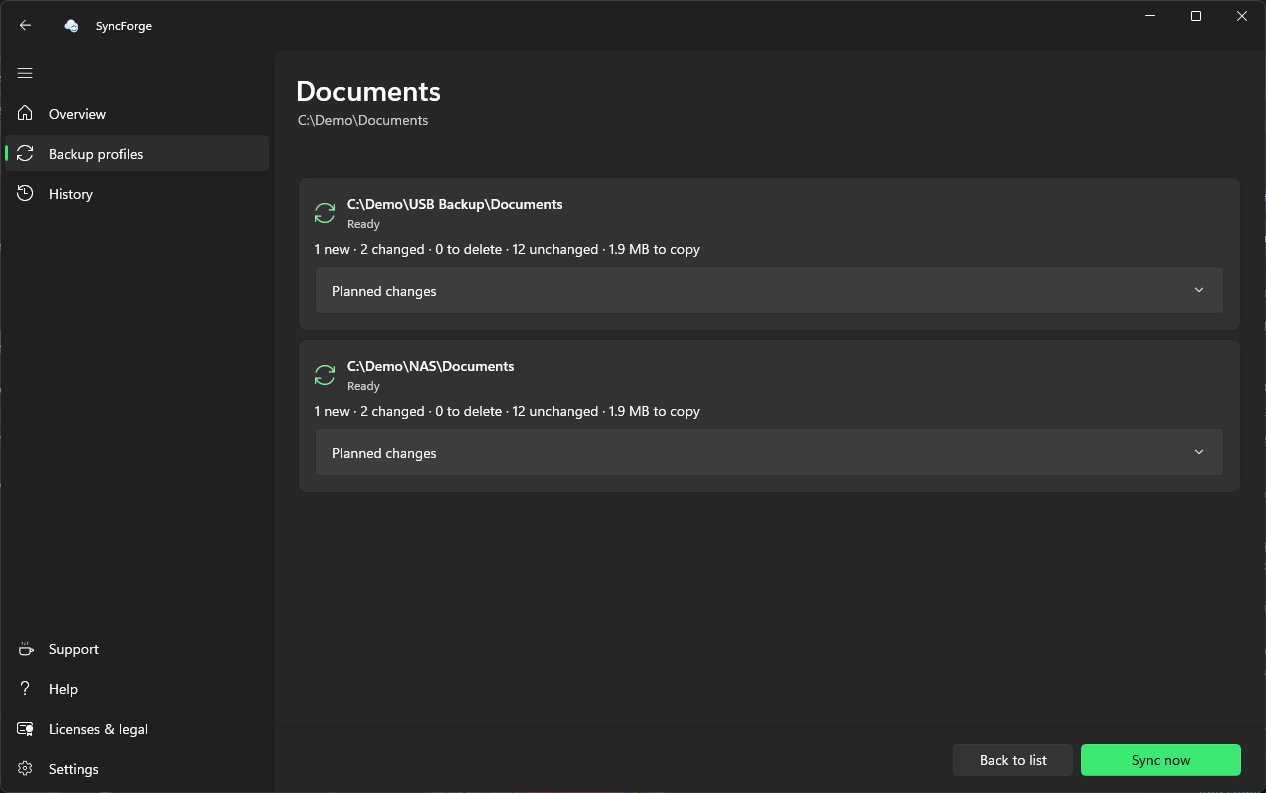 SyncForge
Overview
Backup profiles
History
Support
Help
Licenses & legal
Settings
Documents
C:\Demo\Documents
C:\Demo\USB Backup\Documents
Ready
1 new · 2 changed · 0 to delete · 12 unchanged · 1.9 MB to copy
Planned changes
C:\Demo\NAS\Documents
Ready
1 new · 2 changed · 0 to delete · 12 unchanged · 1.9 MB to copy
Planned changes
Back to list
Sync now